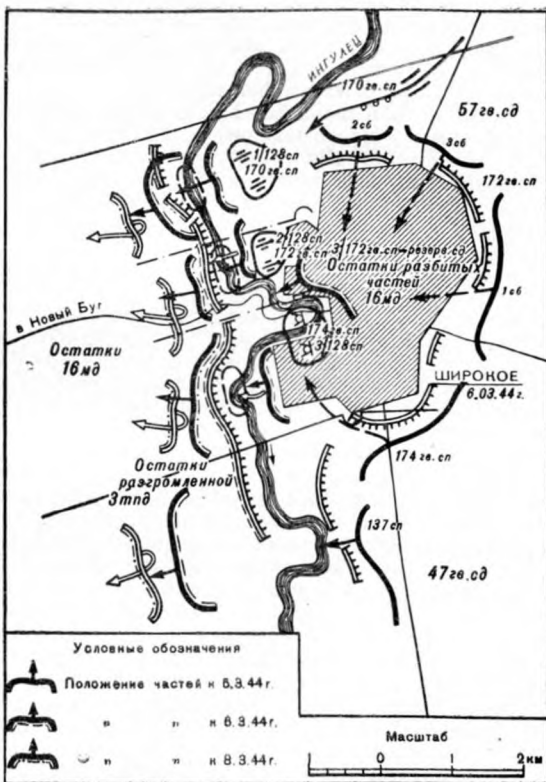 ИНГУЛЕЦ
170 гв. сп
57 гв. сд
2 сб
3 сб
1/128 сп
170 гв. сп
172 гв. сп
2/128 сп
172 гв. сп
3/172 гв. сп – резерв. сд
Остатки разбиты
частей
16 мд
1 сб
в Новый Буг
174 гв. сп
3/128 сп
Остатки
16 мд
ШИРОКОЕ
6.03.44 г.
174 гв. сп
Остатки
разгромленной
3 тпд
137 сп
47 гв. сд
Условные обозначения
Положение частей к 5.3.44 г.
" " к 6.3.44 г.
" " к 8.3.44 г.
Масштаб
1 0 2 км